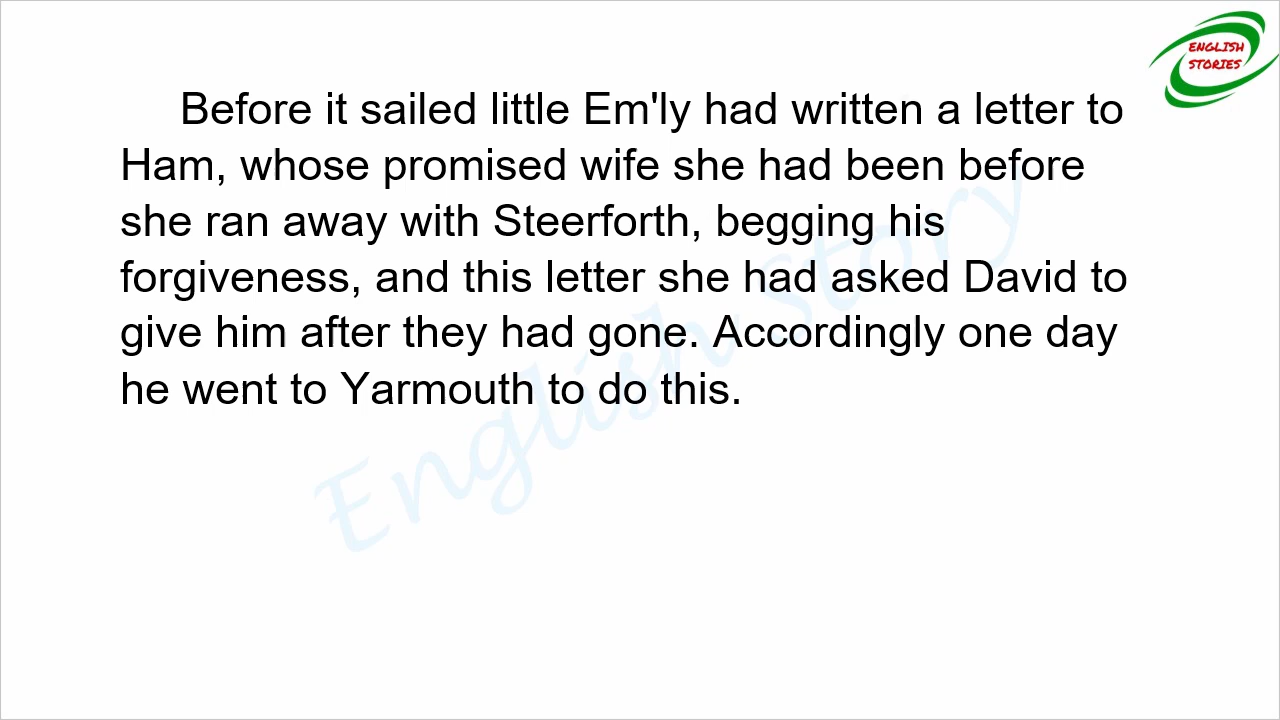 ENGLISH
STORIES
Before it sailed little Em'ly had written a letter to
Ham, whose promised wife she had been before
she ran away with Steerforth, begging his
forgiveness, and this letter she had asked David to
give him after they had gone. Accordingly one day
he went to Yarmouth to do this.
English Story